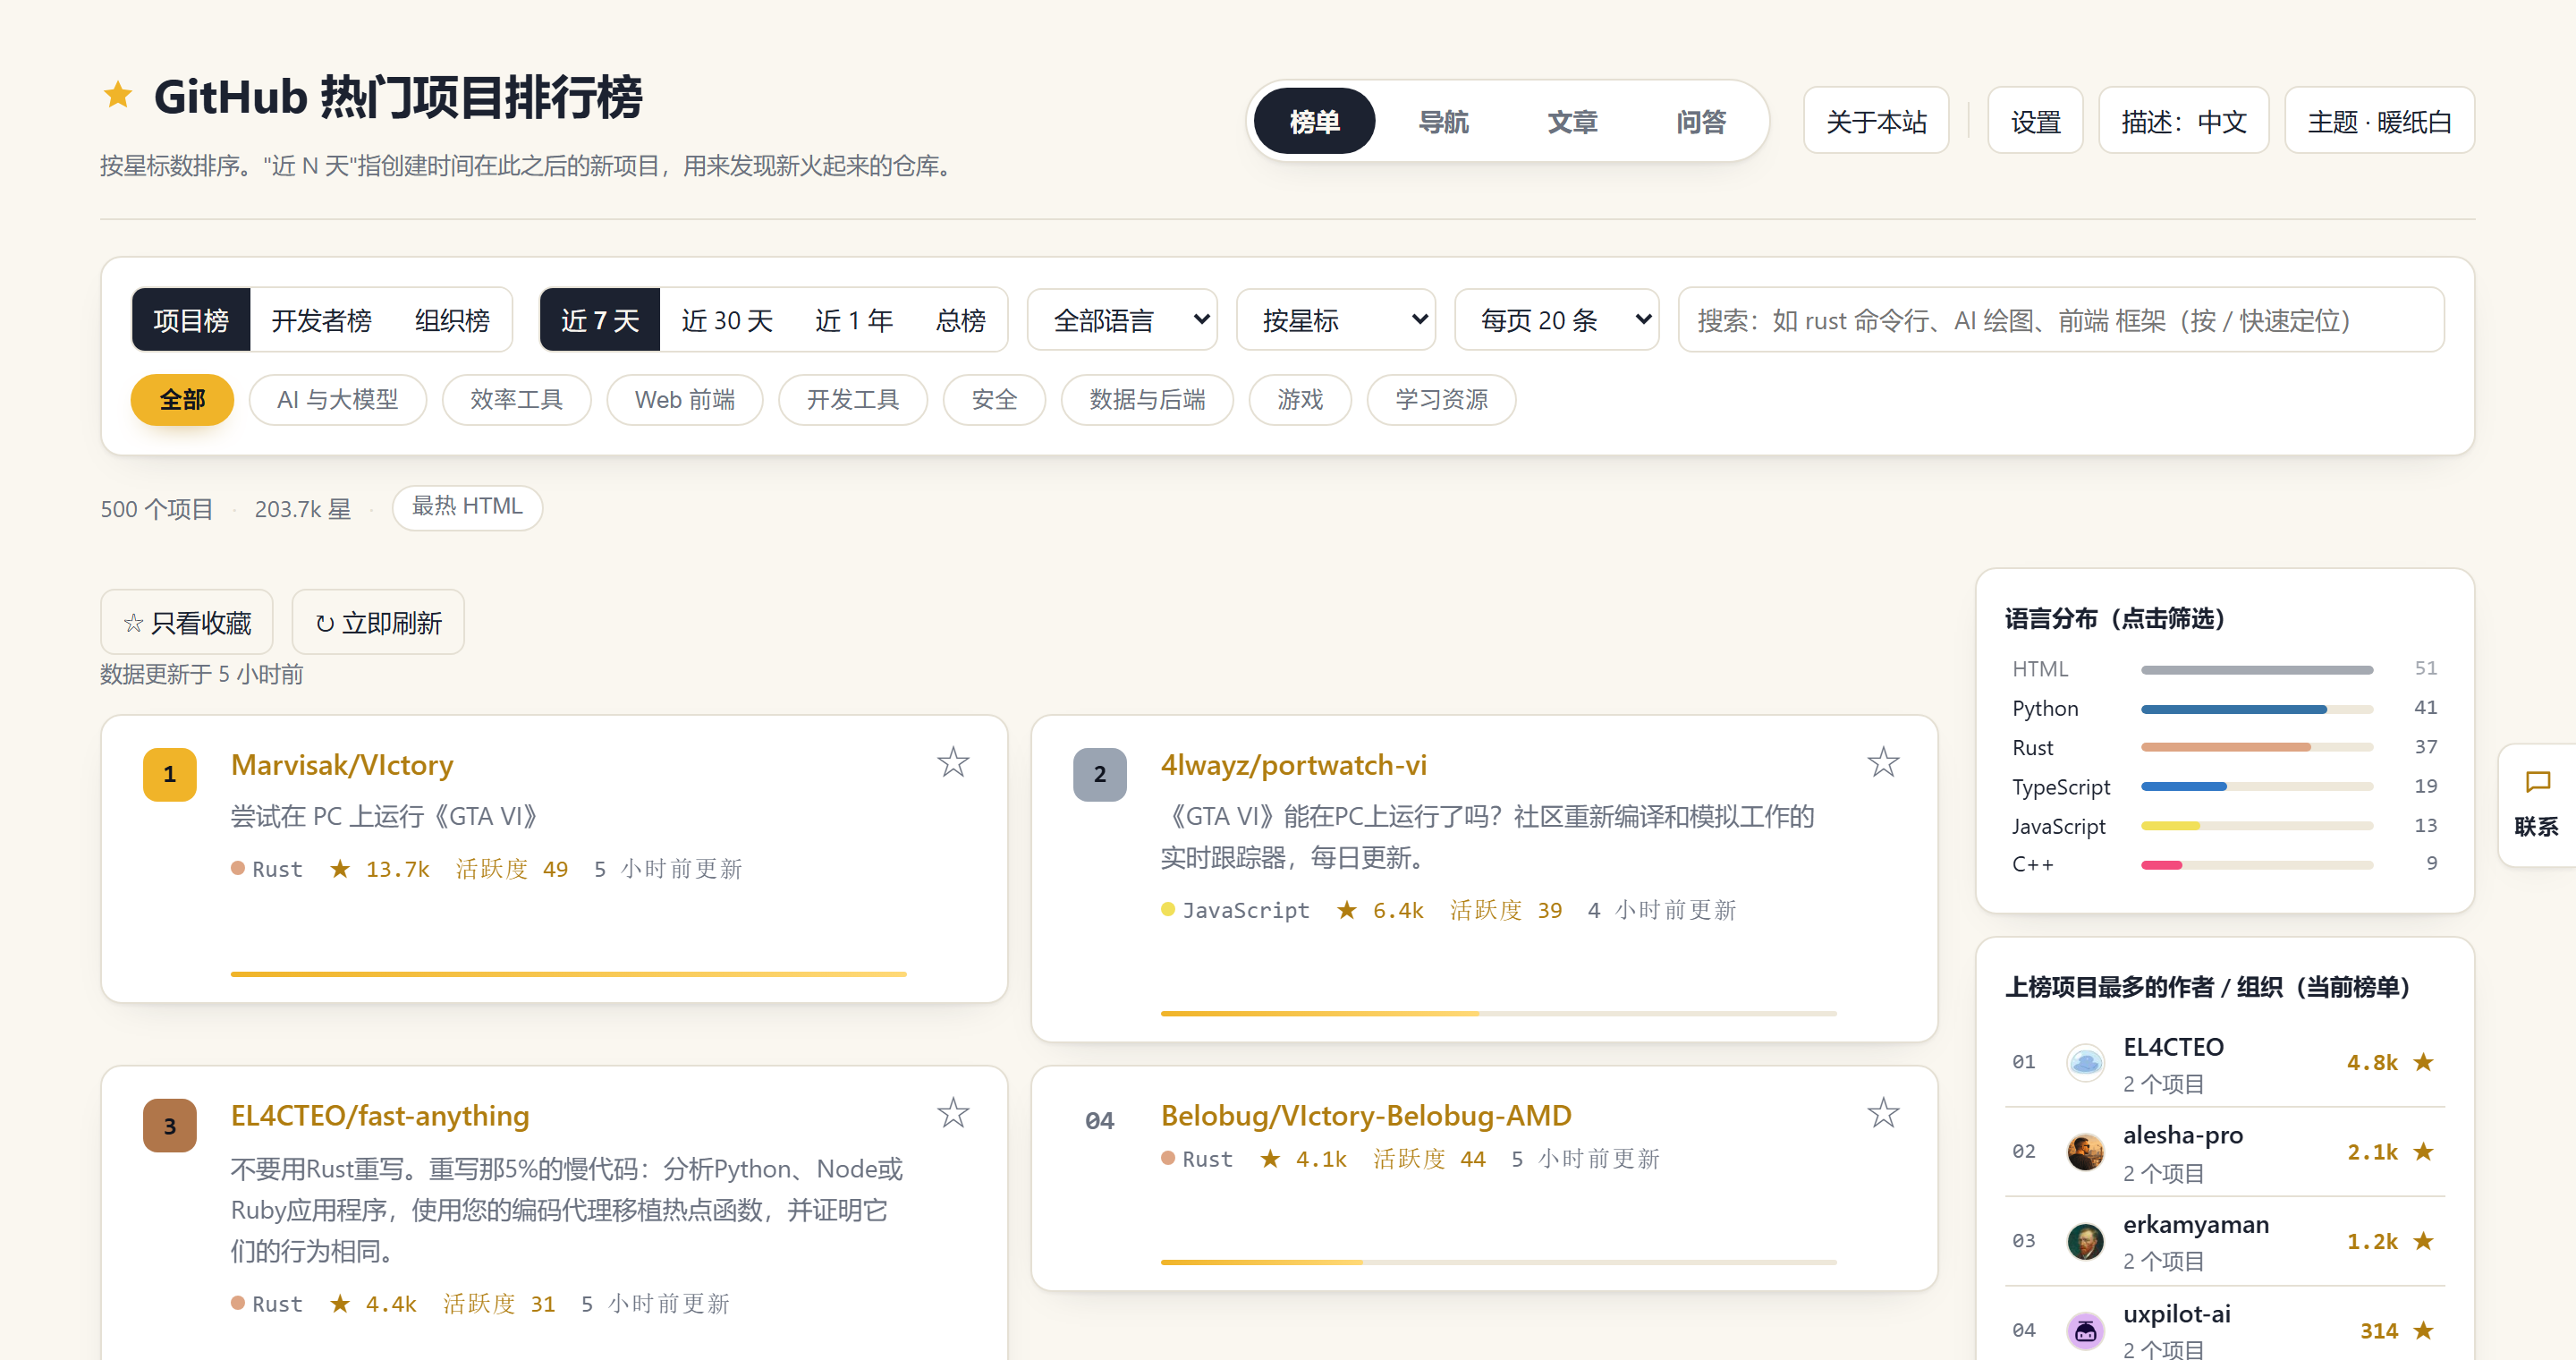 GitHub 热门项目排行榜
按星标数排序。"近 N 天"指创建时间在此之后的新项目，用来发现新火起来的仓库。
榜单 导航 文章 问答 关于本站 设置 描述：中文 主题 · 暖纸白
项目榜 开发者榜 组织榜 近 7 天 近 30 天 近 1 年 总榜 全部语言 按星标 每页 20 条 搜索：如 rust 命令行、AI 绘图、前端 框架（按 / 快速定位）
全部 AI 与大模型 效率工具 Web 前端 开发工具 安全 数据与后端 游戏 学习资源
500 个项目 · 203.7k 星 · 最热 HTML
☆ 只看收藏 ↻ 立即刷新
数据更新于 5 小时前
1 Marvisak/VIctory ☆
尝试在 PC 上运行《GTA VI》
Rust ★ 13.7k 活跃度 49 5 小时前更新
2 4lwayz/portwatch-vi ☆
《GTA VI》能在PC上运行了吗？社区重新编译和模拟工作的
实时跟踪器，每日更新。
JavaScript ★ 6.4k 活跃度 39 4 小时前更新
3 EL4CTEO/fast-anything ☆
不要用Rust重写。重写那5%的慢代码：分析Python、Node或
Ruby应用程序，使用您的编码代理移植热点函数，并证明它
们的行为相同。
Rust ★ 4.4k 活跃度 31 5 小时前更新
04 Belobug/VIctory-Belobug-AMD ☆
Rust ★ 4.1k 活跃度 44 5 小时前更新
语言分布（点击筛选）
HTML 51
Python 41
Rust 37
TypeScript 19
JavaScript 13
C++ 9
上榜项目最多的作者 / 组织（当前榜单）
01 EL4CTEO 4.8k ★
2 个项目
02 alesha-pro 2.1k ★
2 个项目
03 erkamyaman 1.2k ★
2 个项目
04 uxpilot-ai 314 ★
2 个项目
联系